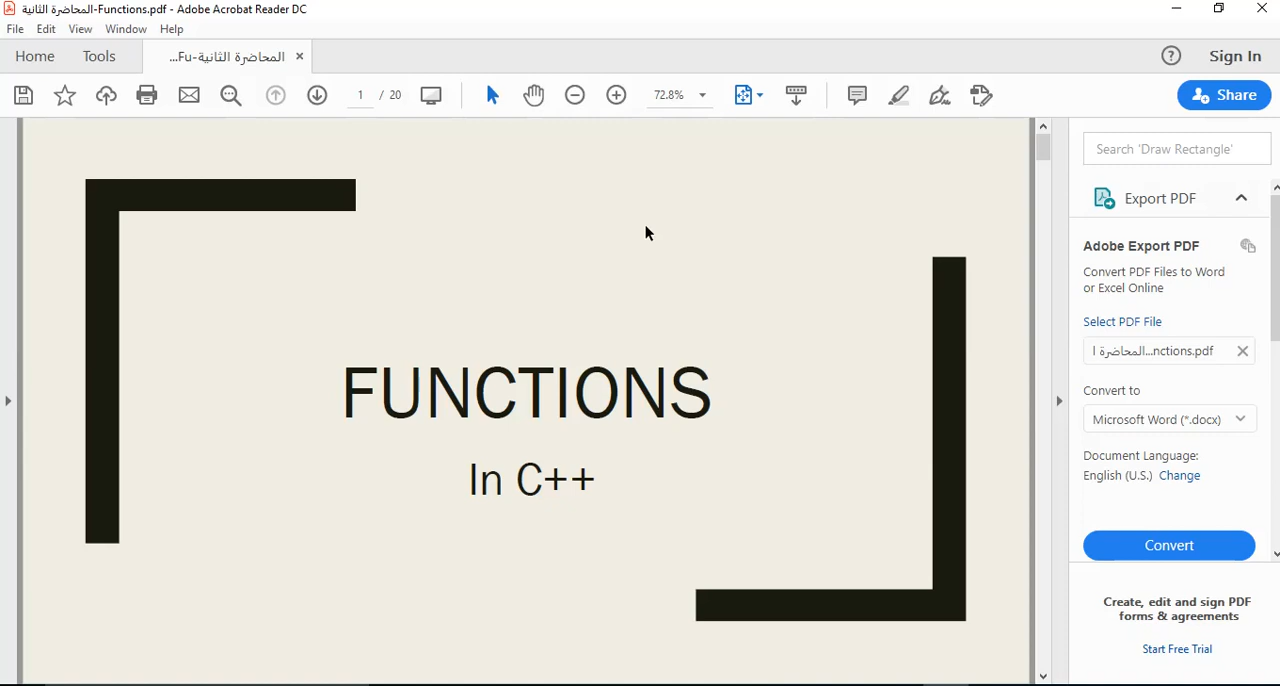 المحاضرة الثانية-Functions.pdf - Adobe Acrobat Reader DC
File Edit View Window Help
Home Tools المحاضرة الثانية-Fu... × Sign In
1 / 20 72.8% Share
Search 'Draw Rectangle'
Export PDF
Adobe Export PDF
Convert PDF Files to Word
or Excel Online
Select PDF File
المحاضرة ا...nctions.pdf
Convert to
Microsoft Word (*.docx)
Document Language:
English (U.S.) Change
Convert
Create, edit and sign PDF
forms & agreements
Start Free Trial
FUNCTIONS
In C++